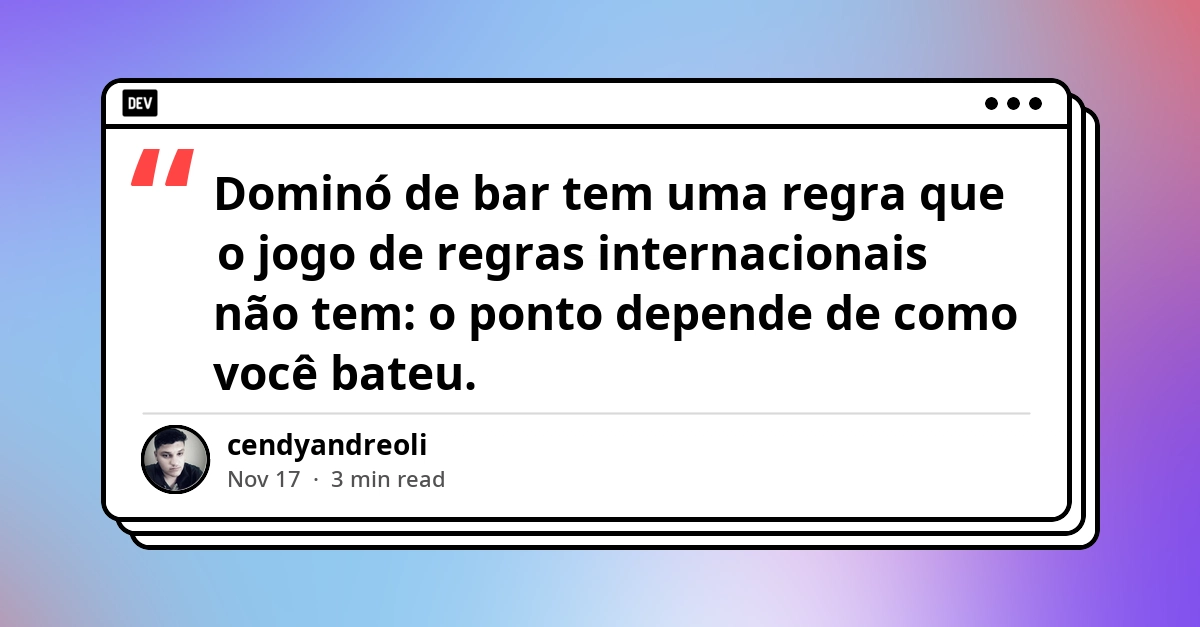 DEV
“
Dominó de bar tem uma regra que
o jogo de regras internacionais
não tem: o ponto depende de como
você bateu.
cendyandreoli
Nov 17 · 3 min read